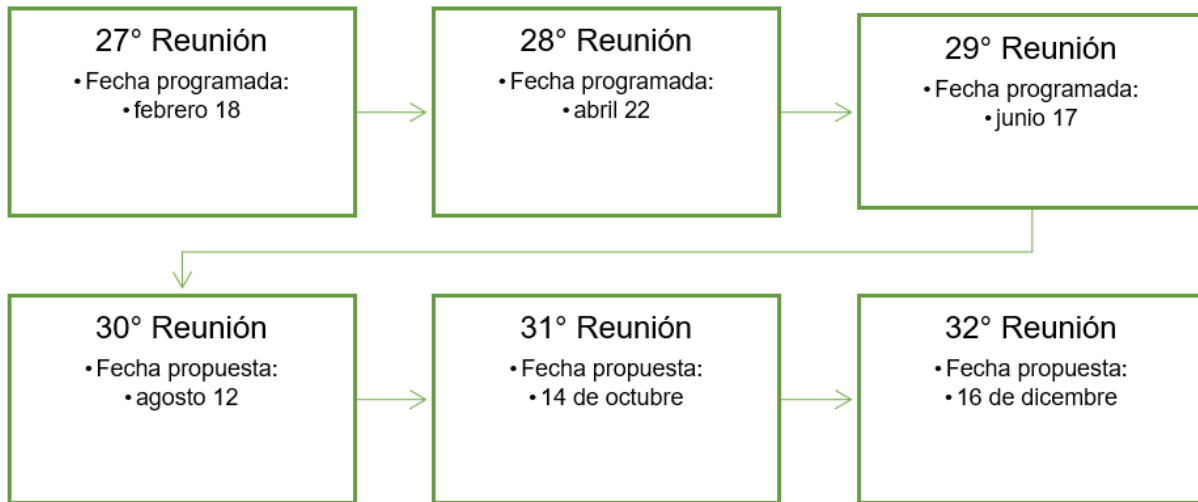 27° Reunión
• Fecha programada:
• febrero 18
28° Reunión
• Fecha programada:
• abril 22
29° Reunión
• Fecha programada:
• junio 17
30° Reunión
• Fecha propuesta:
• agosto 12
31° Reunión
• Fecha propuesta:
• 14 de octubre
32° Reunión
• Fecha propuesta:
• 16 de dicembre